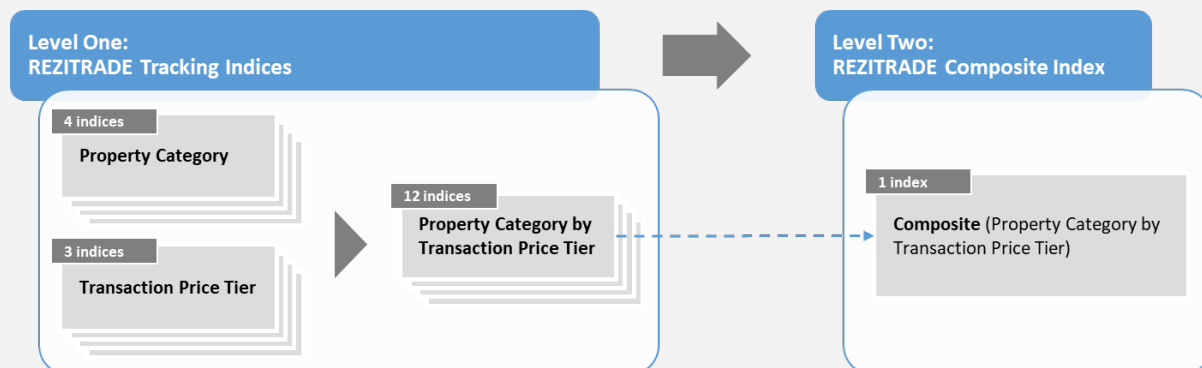 Level One:
REZITRADE Tracking Indices
4 indices
Property Category
3 indices
Transaction Price Tier
12 indices
Property Category by
Transaction Price Tier
Level Two:
REZITRADE Composite Index
1 index
Composite (Property Category by
Transaction Price Tier)